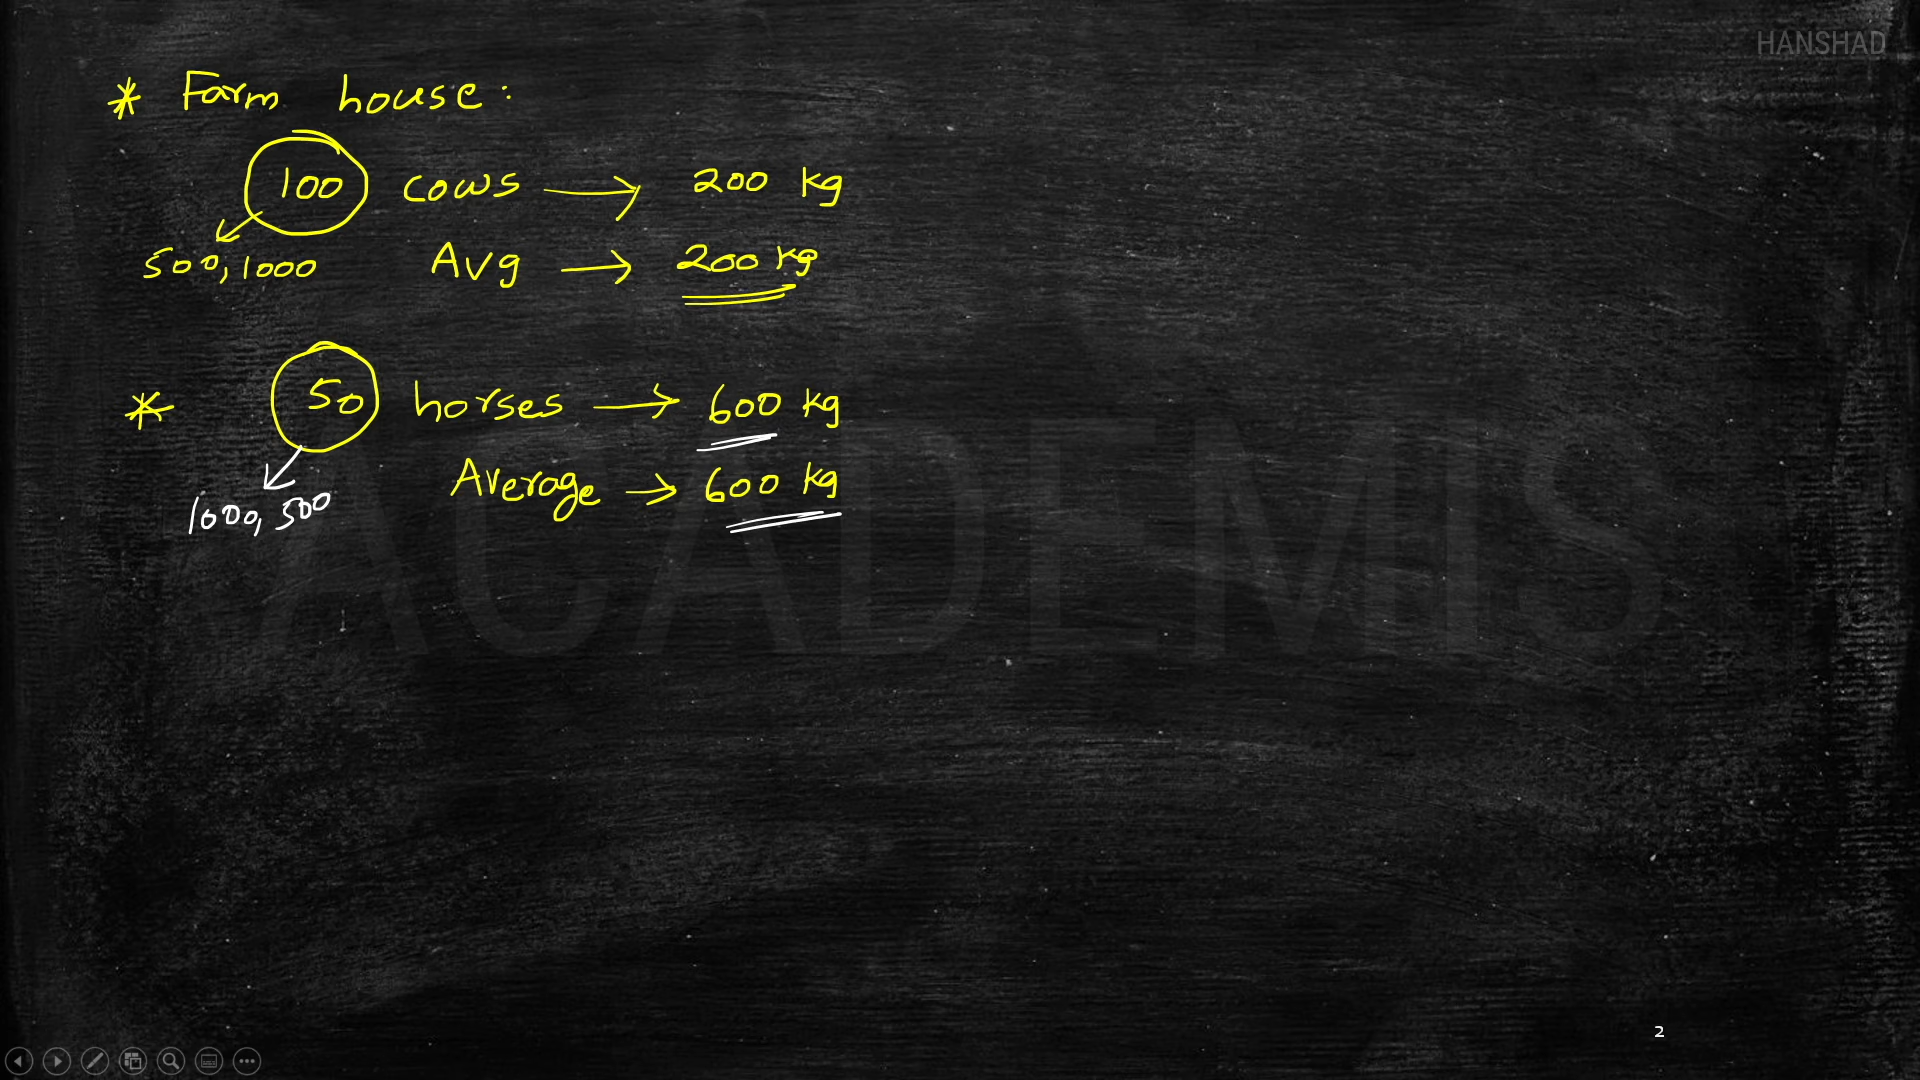 HANSHAD
* Farm house:
100 cows → 200 kg
500, 1000 Avg → 200 kg
* 50 horses → 600 kg
Average → 600 kg
1000, 500
ACADEMIS
2